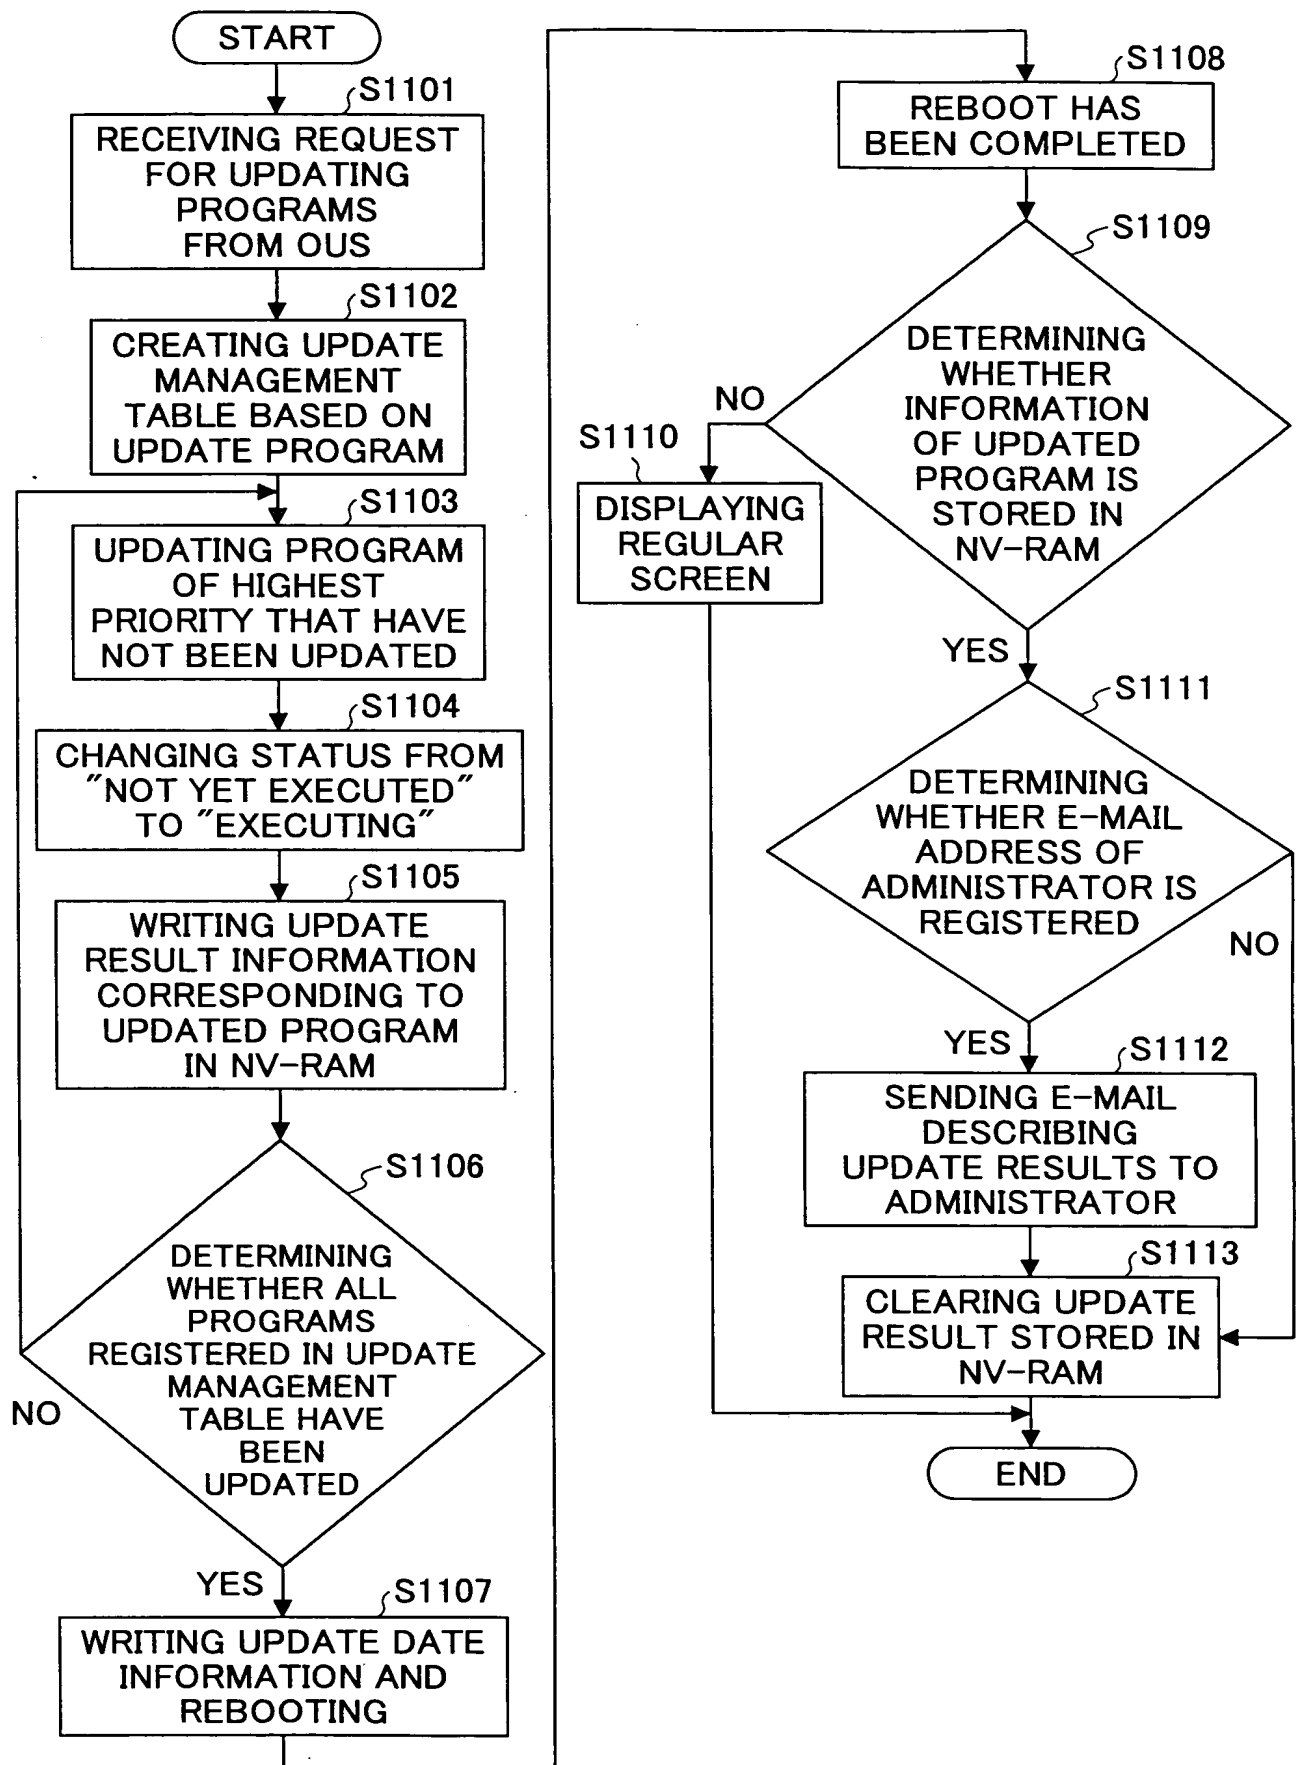 START
S1101
RECEIVING REQUEST
FOR UPDATING
PROGRAMS
FROM OUS
S1102
CREATING UPDATE
MANAGEMENT
TABLE BASED ON
UPDATE PROGRAM
S1103
UPDATING PROGRAM
OF HIGHEST
PRIORITY THAT HAVE
NOT BEEN UPDATED
S1104
CHANGING STATUS FROM
"NOT YET EXECUTED"
TO "EXECUTING"
S1105
WRITING UPDATE
RESULT INFORMATION
CORRESPONDING TO
UPDATED PROGRAM
IN NV-RAM
S1106
DETERMINING
WHETHER ALL
PROGRAMS
REGISTERED IN UPDATE
MANAGEMENT
TABLE HAVE
BEEN
UPDATED
NO
YES
S1107
WRITING UPDATE DATE
INFORMATION AND
REBOOTING
S1108
REBOOT HAS
BEEN COMPLETED
S1109
DETERMINING
WHETHER
INFORMATION
OF UPDATED
PROGRAM IS
STORED IN
NV-RAM
NO
S1110
DISPLAYING
REGULAR
SCREEN
YES
S1111
DETERMINING
WHETHER E-MAIL
ADDRESS OF
ADMINISTRATOR IS
REGISTERED
NO
YES
S1112
SENDING E-MAIL
DESCRIBING
UPDATE RESULTS TO
ADMINISTRATOR
S1113
CLEARING UPDATE
RESULT STORED IN
NV-RAM
END